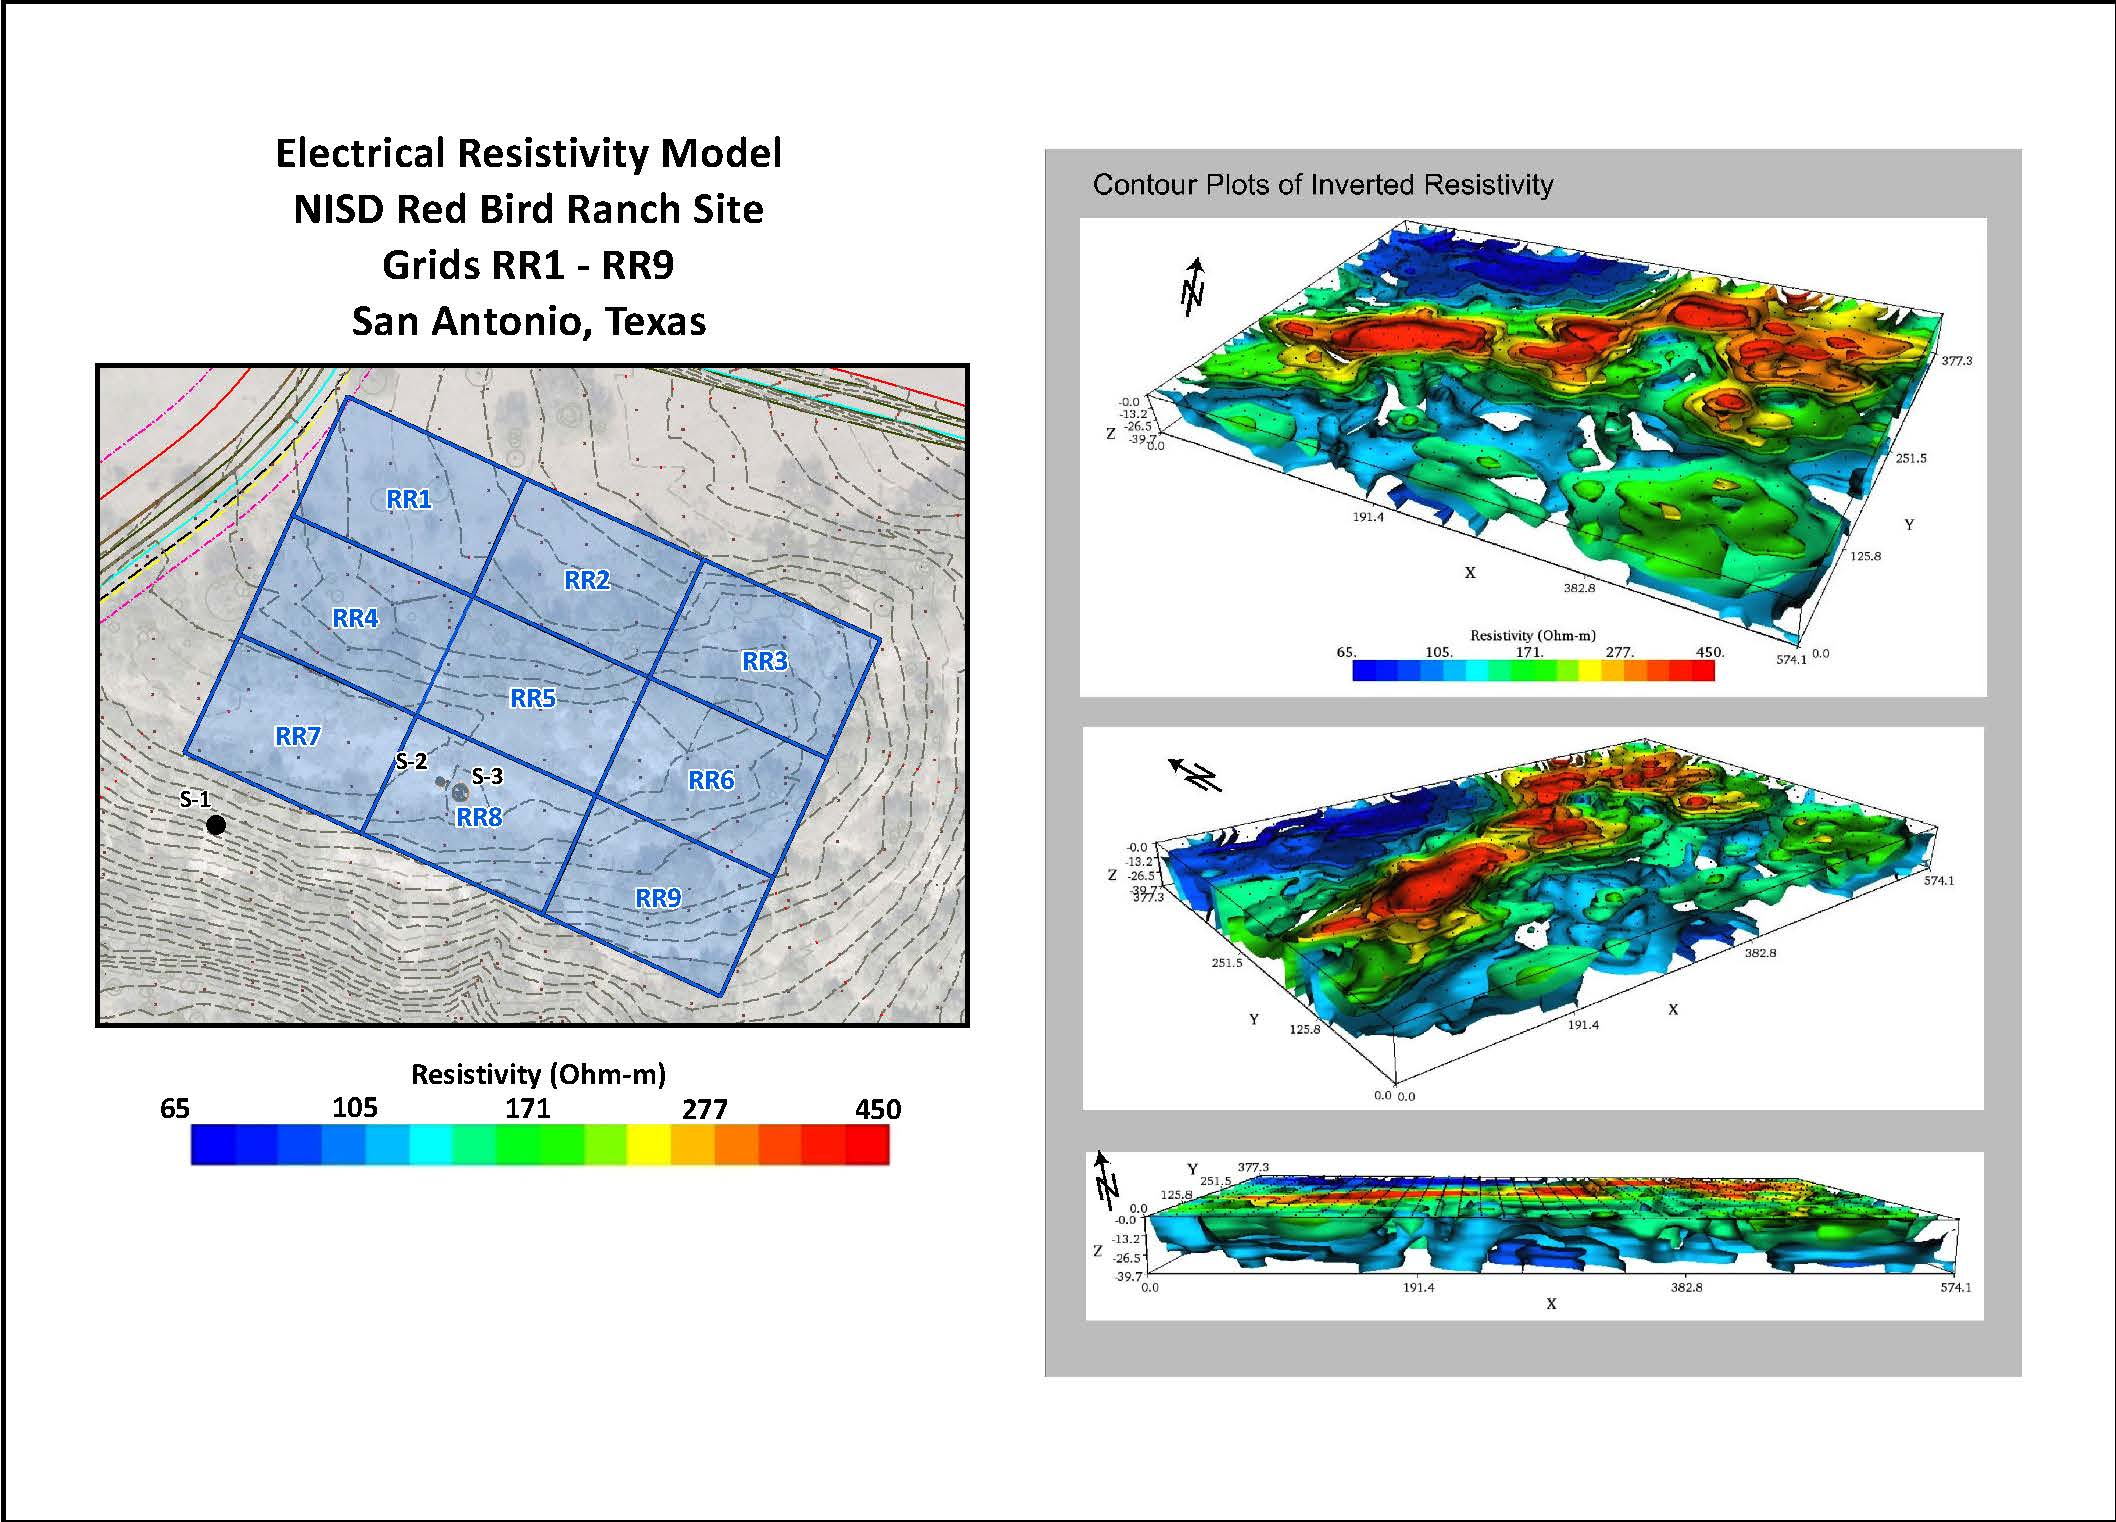 Electrical Resistivity Model
NISD Red Bird Ranch Site
Grids RR1 - RR9
San Antonio, Texas
RR1
RR2
RR4
RR3
RR5
RR7
S-2
S-3
RR6
S-1
RR8
RR9
Resistivity (Ohm-m)
65 105 171 277 450
Contour Plots of Inverted Resistivity
N
377.3
-0.0
-13.2
-26.5
Z -39.7
0.0
251.5
191.4
Y
125.8
X
382.8
Resistivity (Ohm-m)
65. 105. 171. 277. 450.
574.1 0.0
N
-0.0
-13.2
Z -26.5
-39.7
377.3
574.1
251.5
382.8
Y
125.8
191.4
X
0.0 0.0
N
Y 377.3
251.5
125.8
0.0
-0.0
-13.2
Z -26.5
-39.7
0.0 191.4 382.8 574.1
X